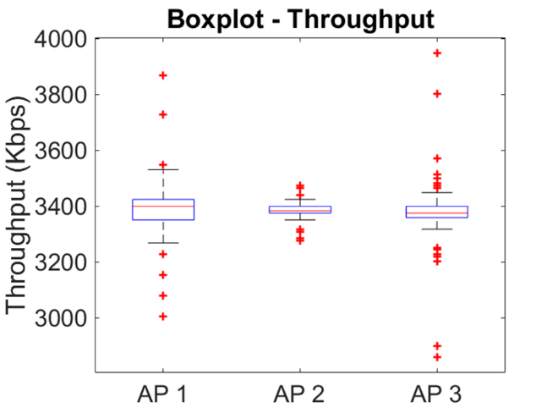 Boxplot - Throughput
Throughput (Kbps)
4000
3800
3600
3400
3200
3000
AP 1 AP 2 AP 3